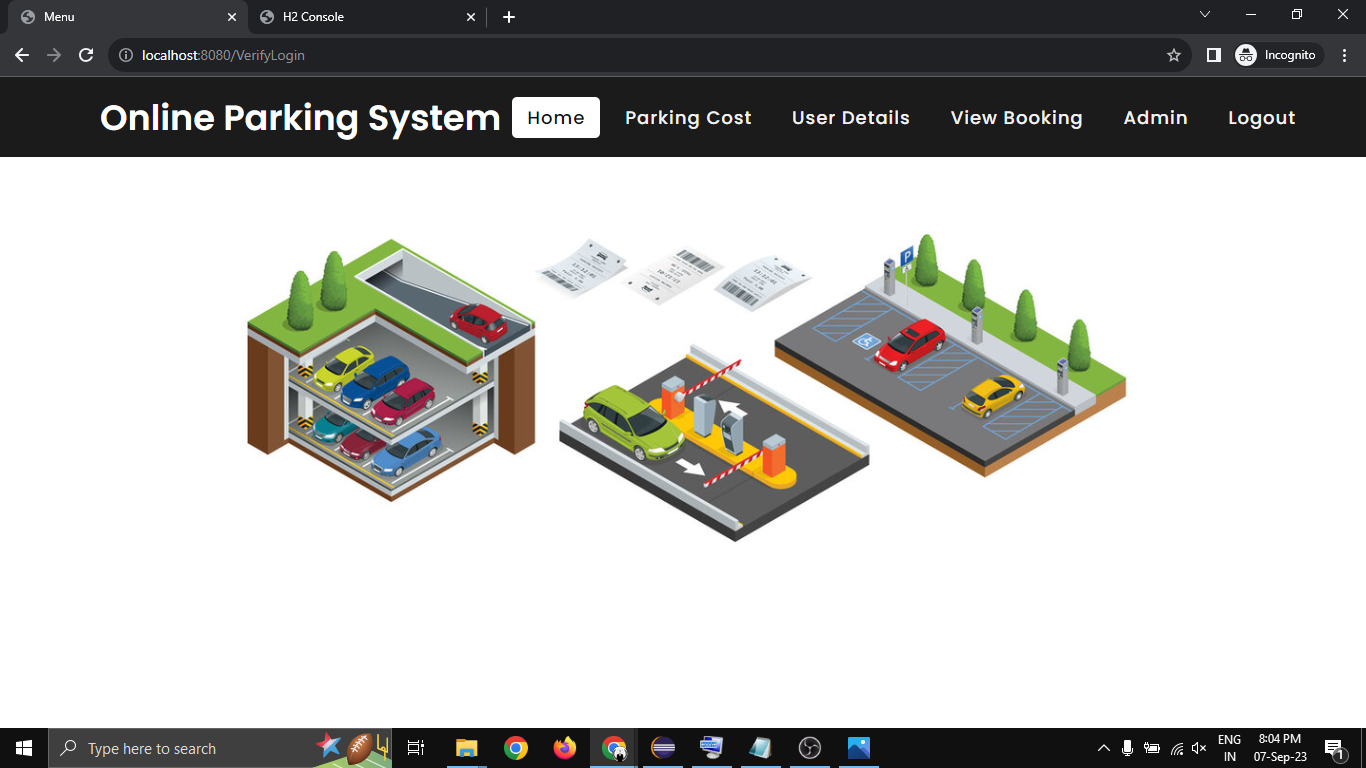 Menu
H2 Console
localhost:8080/VerifyLogin
Incognito
Online Parking System
Home
Parking Cost
User Details
View Booking
Admin
Logout
P
Type here to search
ENG
IN
8:04 PM
07-Sep-23
1